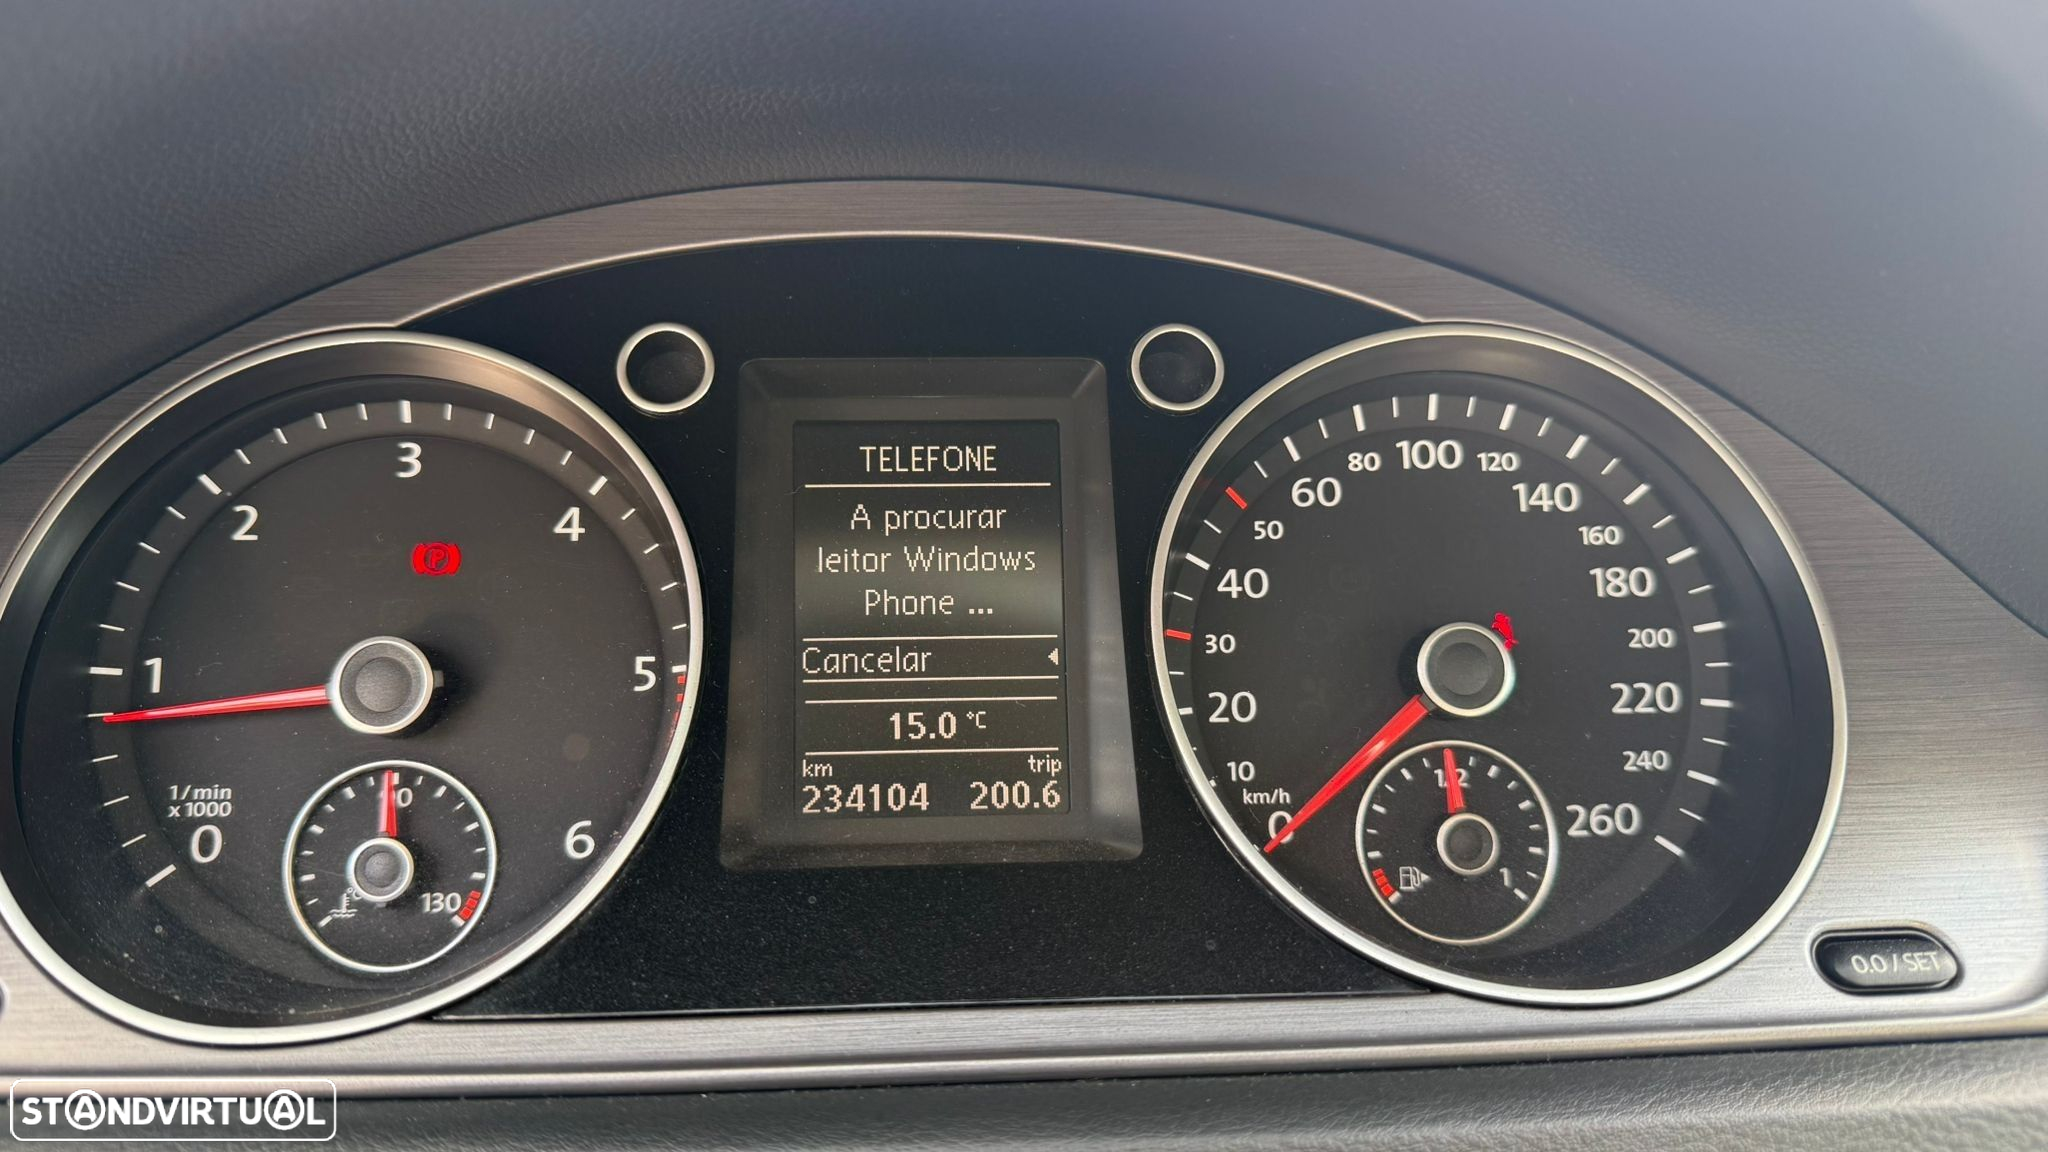 TELEFONE
A procurar
leitor Windows
Phone ...
Cancelar
15.0 °C
km trip
234104 200.6
0 1 2 3 4 5 6
1/min
x1000
90
130
0 10 20 30 40 50 60 80 100 120 140 160 180 200 220 240 260
km/h
1/2
1
0.0 / SET
STANDVIRTUAL